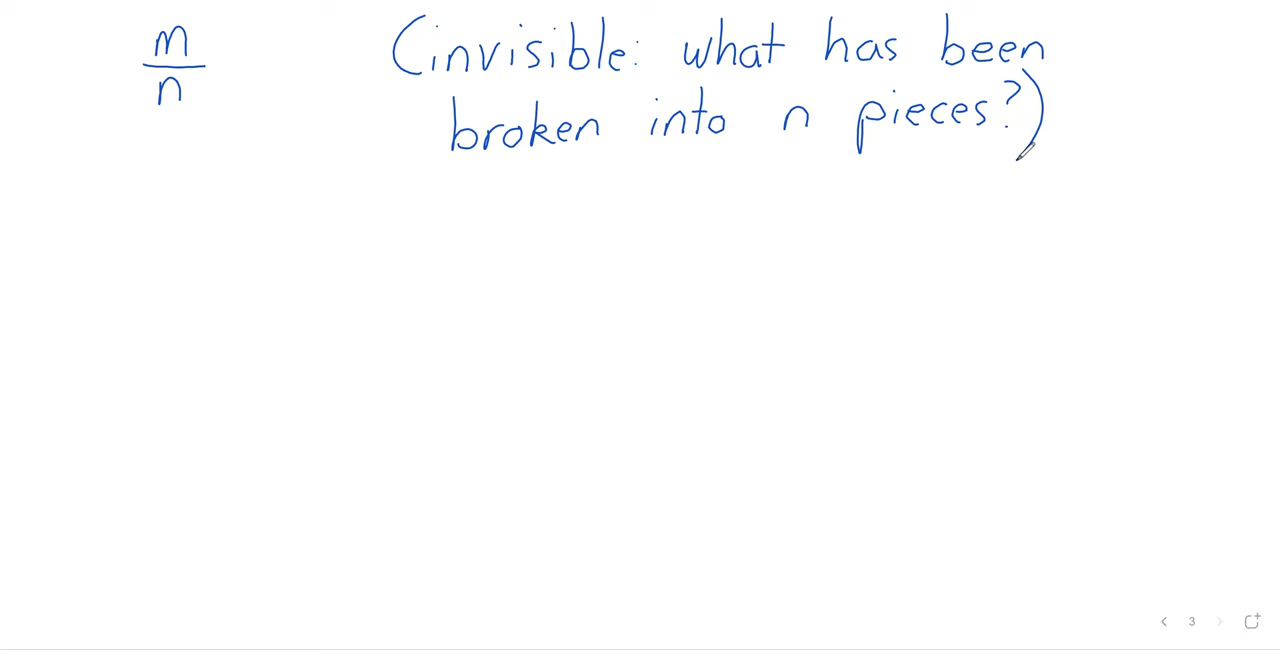 m
n
(invisible: what has been
broken into n pieces?)
3